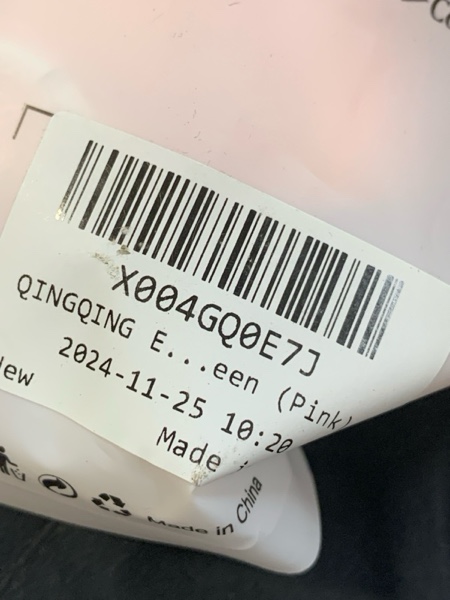 X004GQ0E7J
QINGQING E...een (Pink)
New
2024-11-25 10:20
Made
Made in China